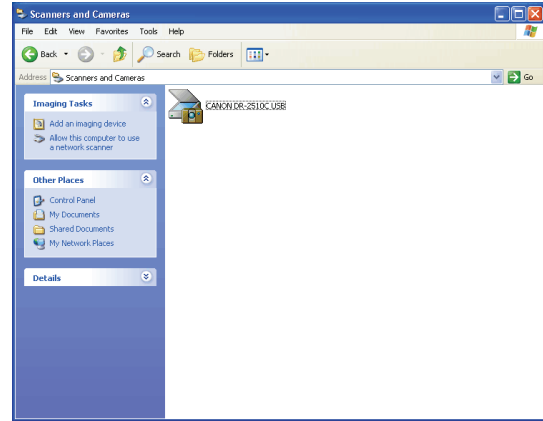 Scanners and Cameras
File Edit View Favorites Tools Help
Back Search Folders
Address Scanners and Cameras Go
Imaging Tasks
Add an imaging device
Allow this computer to use
a network scanner
Other Places
Control Panel
My Documents
Shared Documents
My Network Places
Details
CANON DR-2510C USB